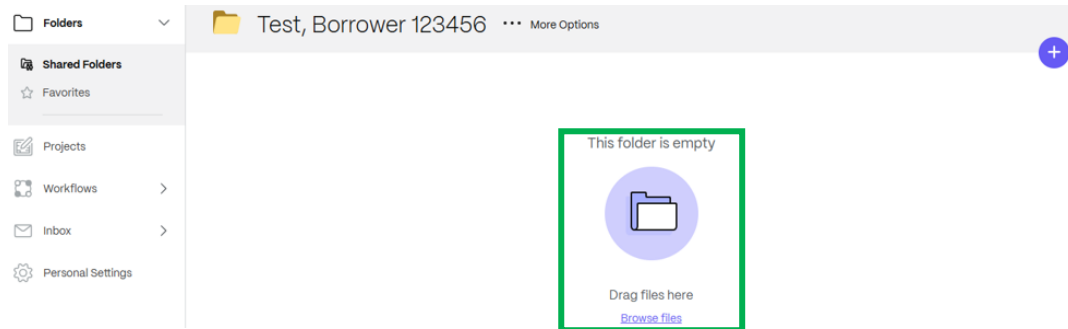 Folders
Shared Folders
Favorites
Projects
Workflows
Inbox
Personal Settings
Test, Borrower 123456 ··· More Options
+
This folder is empty
Drag files here
Browse files